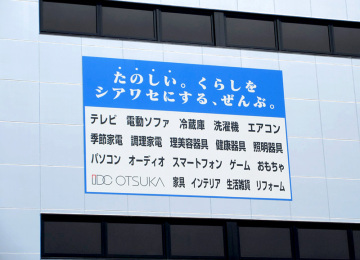 たのしい。くらしを
シアワセにする、ぜんぶ。
テレビ 電動ソファ 冷蔵庫 洗濯機 エアコン
季節家電 調理家電 理美容器具 健康器具 照明器具
パソコン オーディオ スマートフォン ゲーム おもちゃ
IDC OTSUKA 家具 インテリア 生活雑貨 リフォーム